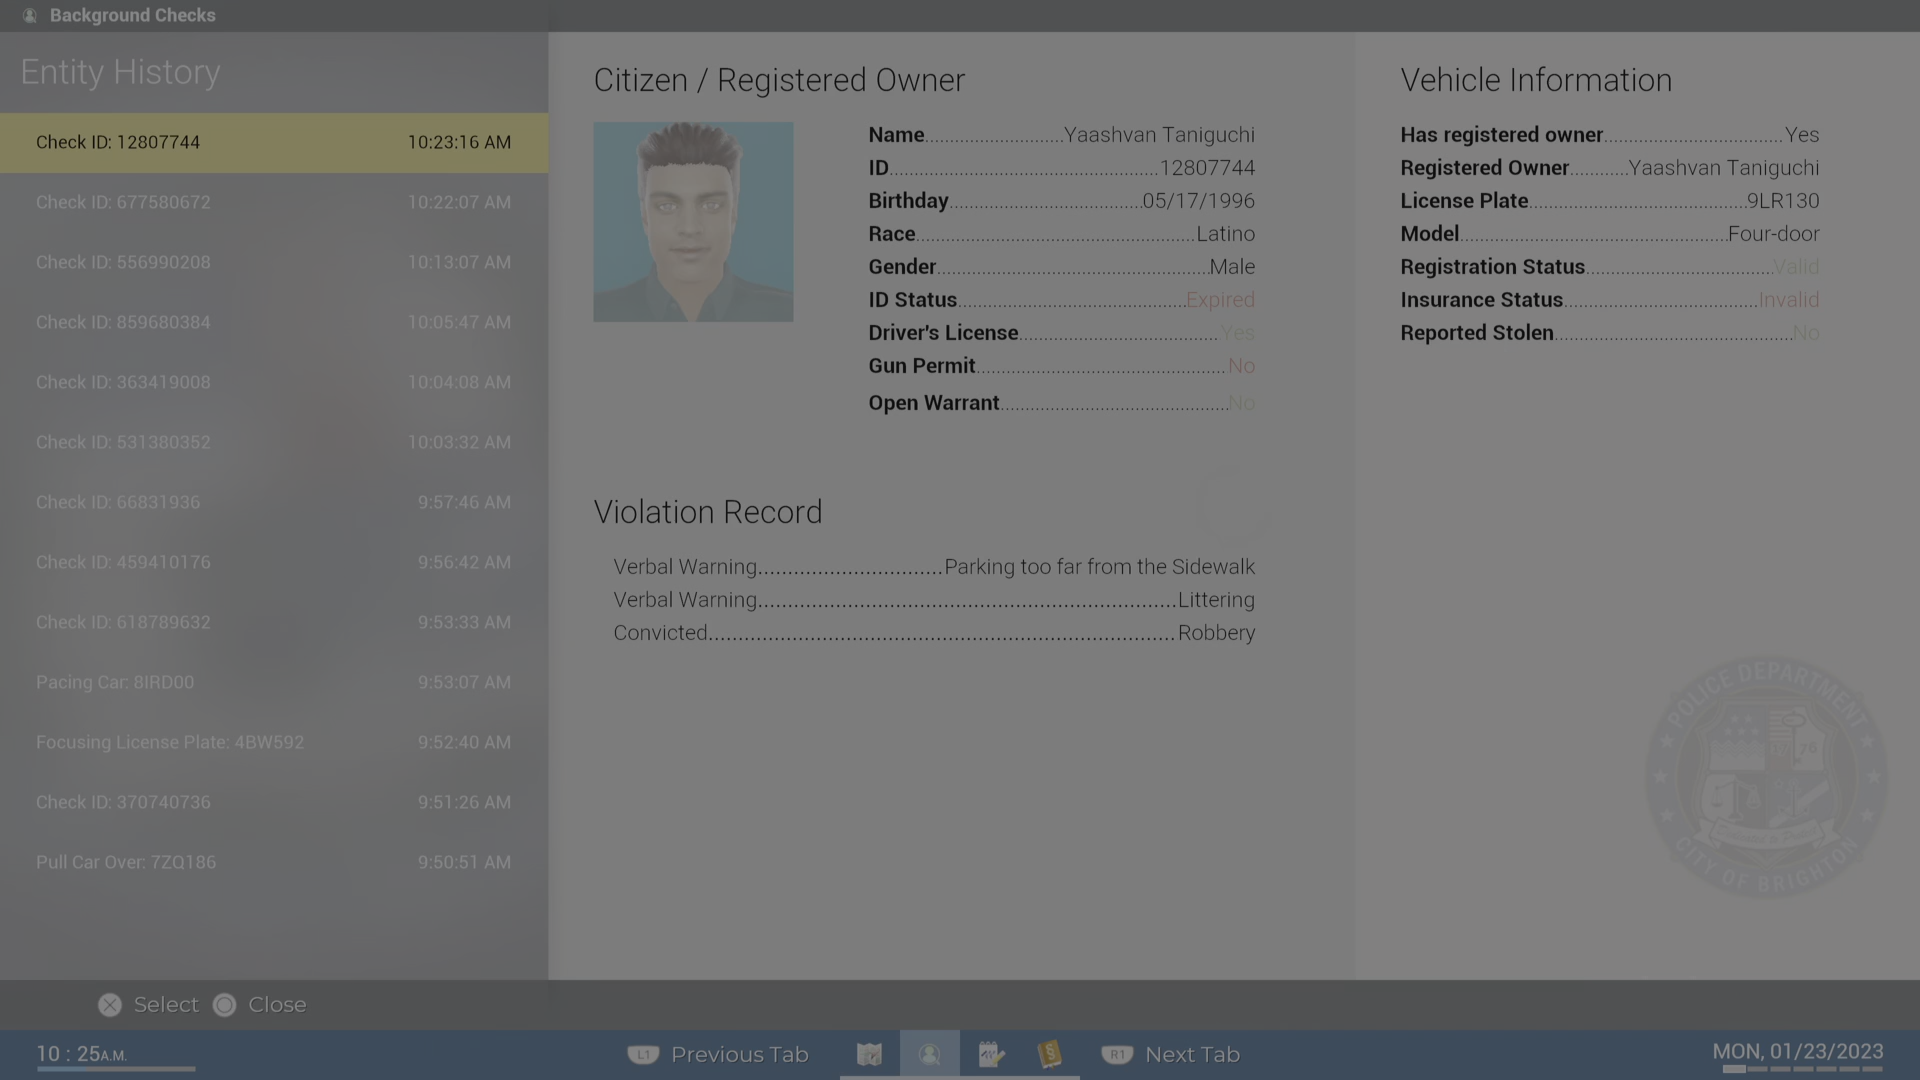 Background Checks
Entity History
Check ID: 12807744 10:23:16 AM
Check ID: 677580672 10:22:07 AM
Check ID: 556990208 10:13:07 AM
Check ID: 859680384 10:05:47 AM
Check ID: 363419008 10:04:08 AM
Check ID: 531380352 10:03:32 AM
Check ID: 66831936 9:57:46 AM
Check ID: 459410176 9:56:42 AM
Check ID: 618789632 9:53:33 AM
Pacing Car: 8IRD00 9:53:07 AM
Focusing License Plate: 4BW592 9:52:40 AM
Check ID: 370740736 9:51:26 AM
Pull Car Over: 7ZQ186 9:50:51 AM
Citizen / Registered Owner
Name Yaashvan Taniguchi
ID 12807744
Birthday 05/17/1996
Race Latino
Gender Male
ID Status Expired
Driver's License Yes
Gun Permit No
Open Warrant No
Violation Record
Verbal Warning Parking too far from the Sidewalk
Verbal Warning Littering
Convicted Robbery
Vehicle Information
Has registered owner Yes
Registered Owner Yaashvan Taniguchi
License Plate 9LR130
Model Four-door
Registration Status Valid
Insurance Status Invalid
Reported Stolen No
POLICE DEPARTMENT
CITY OF BRIGHTON
Select Close
10 : 25 A.M.
L1 Previous Tab
R1 Next Tab
MON, 01/23/2023